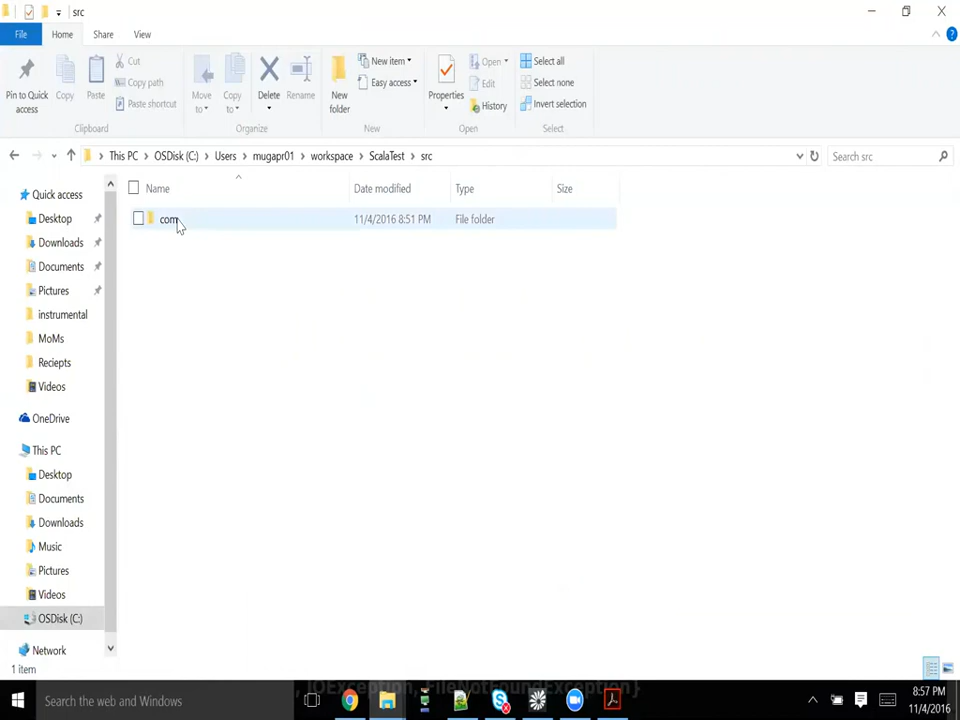 src
File Home Share View
Pin to Quick access
Copy
Paste
Cut
Copy path
Paste shortcut
Clipboard
Move to
Copy to
Delete
Rename
Organize
New folder
New item
Easy access
New
Properties
Open
Edit
History
Open
Select all
Select none
Invert selection
Select
This PC > OSDisk (C:) > Users > mugapr01 > workspace > ScalaTest > src
Search src
Name Date modified Type Size
com 11/4/2016 8:51 PM File folder
Quick access
Desktop
Downloads
Documents
Pictures
instrumental
MoMs
Reciepts
Videos
OneDrive
This PC
Desktop
Documents
Downloads
Music
Pictures
Videos
OSDisk (C:)
Network
1 item
, IOException, FileNotFoundException}
Search the web and Windows
8:57 PM
11/4/2016